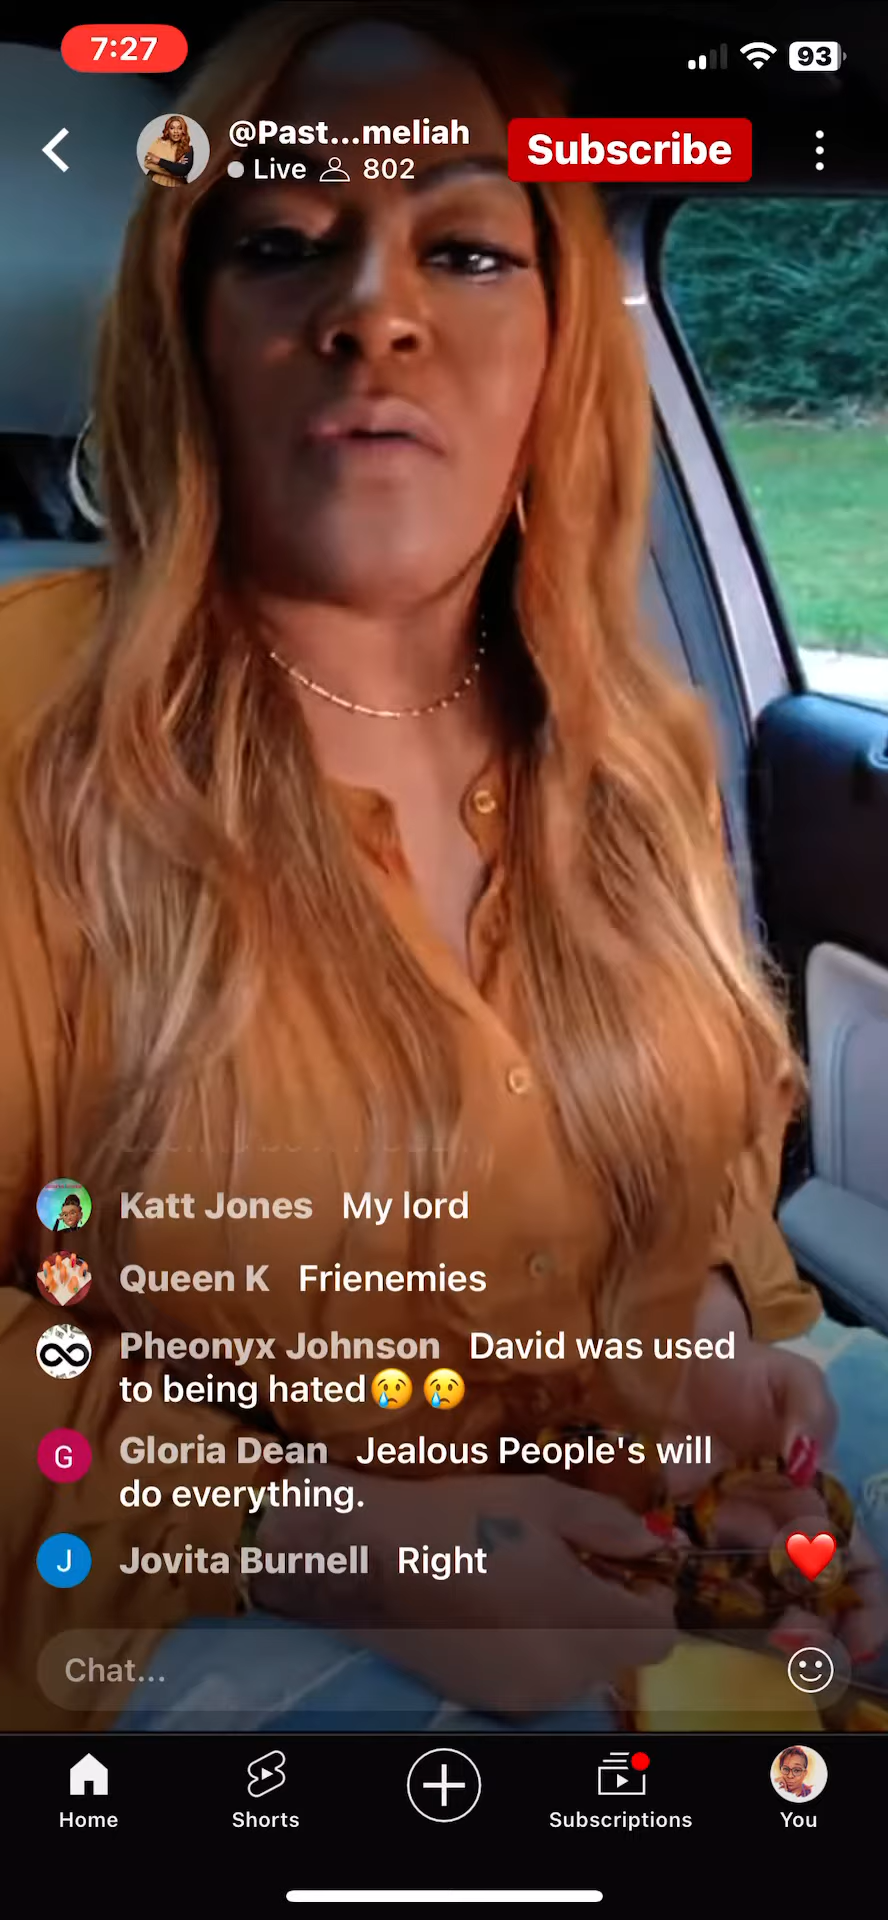 7:27
93
@Past...meliah
Subscribe
Live 802
Katt Jones My lord
Queen K Frienemies
Pheonyx Johnson David was used
to being hated😢 😢
G
Gloria Dean Jealous People's will
do everything.
J
Jovita Burnell Right
Chat...
Home
Shorts
Subscriptions
You